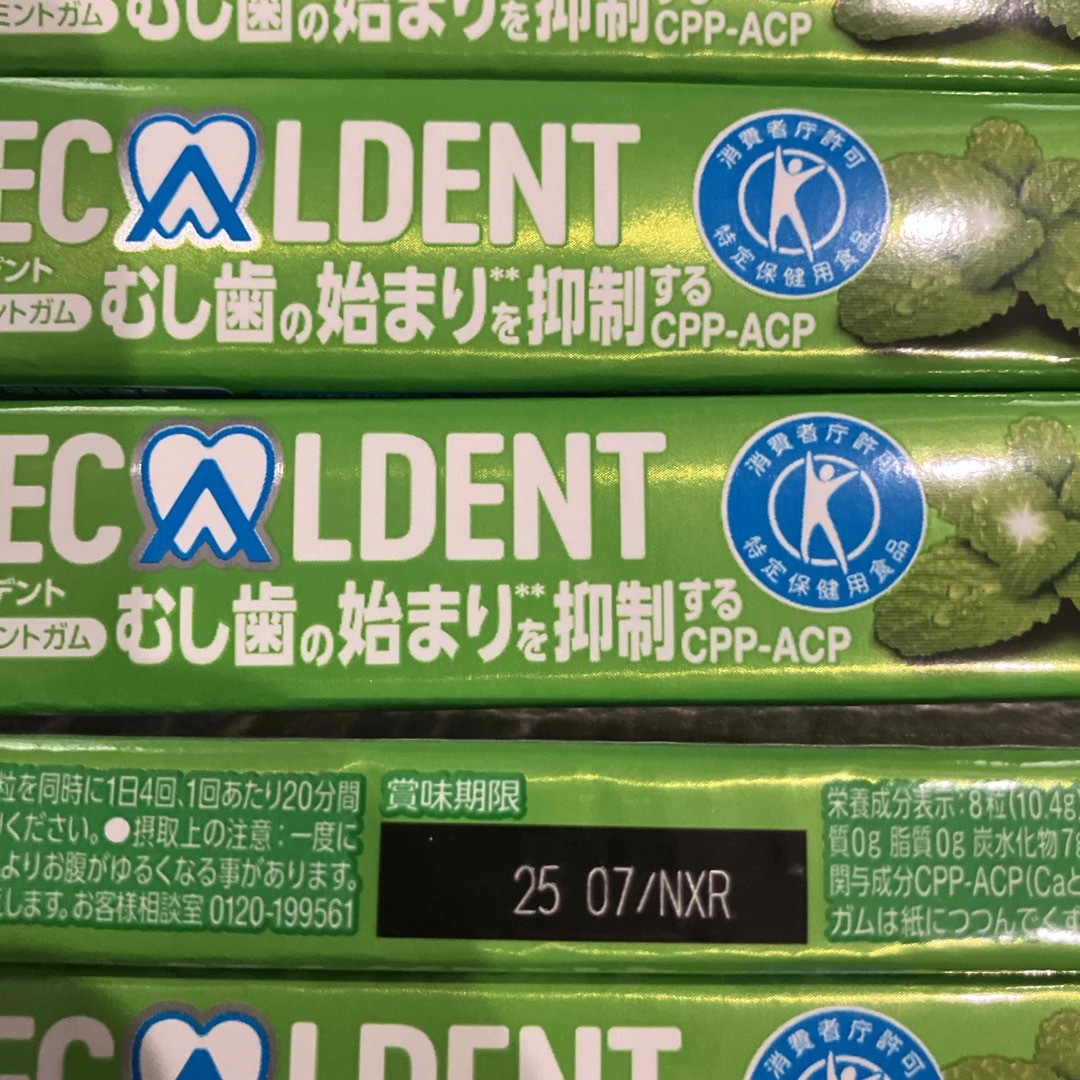 ミントガム むし歯の始まりを抑制する
CPP-ACP
ECALDENT
消費者庁許可
特定保健用食品
デント
ントガム
むし歯の始まり**を抑制する
CPP-ACP
ECALDENT
消費者庁許可
特定保健用食品
デント
ントガム
むし歯の始まり**を抑制する
CPP-ACP
粒を同時に1日4回、1回あたり20分間
ください。●摂取上の注意:一度に
よりお腹がゆるくなる事があります。
します。お客様相談室 0120-199561
賞味期限
25 07/NXR
栄養成分表示:8粒(10.4g
質0g 脂質0g 炭水化物7g
関与成分CPP-ACP(Caと
ガムは紙につつんでくず
ECALDENT
消費者庁許可